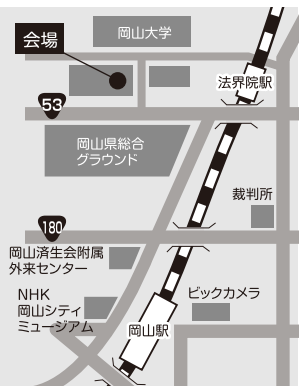 岡山大学
会場
法界院駅
53
岡山県総合
グラウンド
裁判所
180
岡山済生会附属
外来センター
NHK
岡山シティ
ミュージアム
ビックカメラ
岡山駅